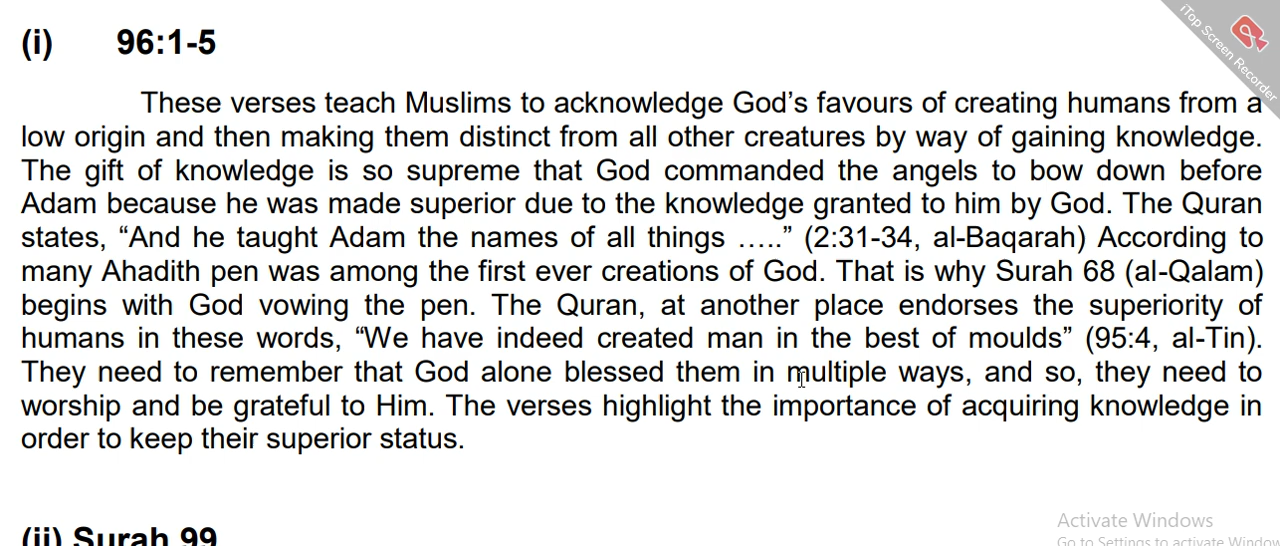 (i) 96:1-5
iTop Screen Recorder
These verses teach Muslims to acknowledge God’s favours of creating humans from a
low origin and then making them distinct from all other creatures by way of gaining knowledge.
The gift of knowledge is so supreme that God commanded the angels to bow down before
Adam because he was made superior due to the knowledge granted to him by God. The Quran
states, “And he taught Adam the names of all things …..” (2:31-34, al-Baqarah) According to
many Ahadith pen was among the first ever creations of God. That is why Surah 68 (al-Qalam)
begins with God vowing the pen. The Quran, at another place endorses the superiority of
humans in these words, “We have indeed created man in the best of moulds” (95:4, al-Tin).
They need to remember that God alone blessed them in multiple ways, and so, they need to
worship and be grateful to Him. The verses highlight the importance of acquiring knowledge in
order to keep their superior status.
(ii) Surah 99
Activate Windows
Go to Settings to activate Window